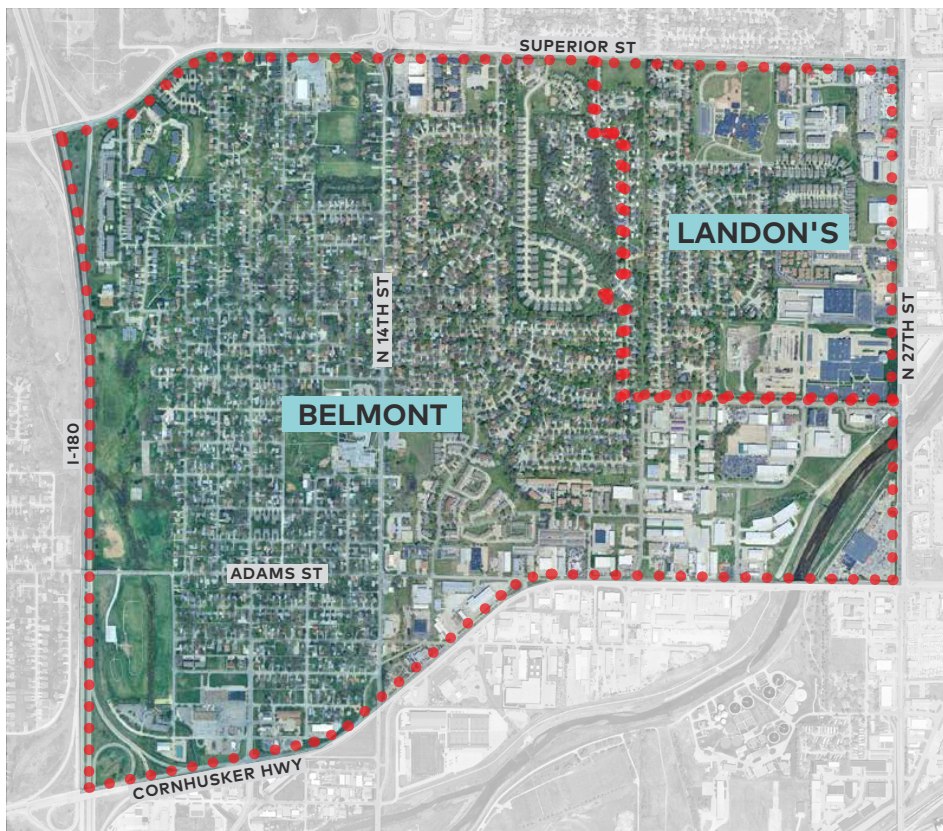 SUPERIOR ST
LANDON'S
N 14TH ST
N 27TH ST
BELMONT
I-180
ADAMS ST
CORNHUSKER HWY